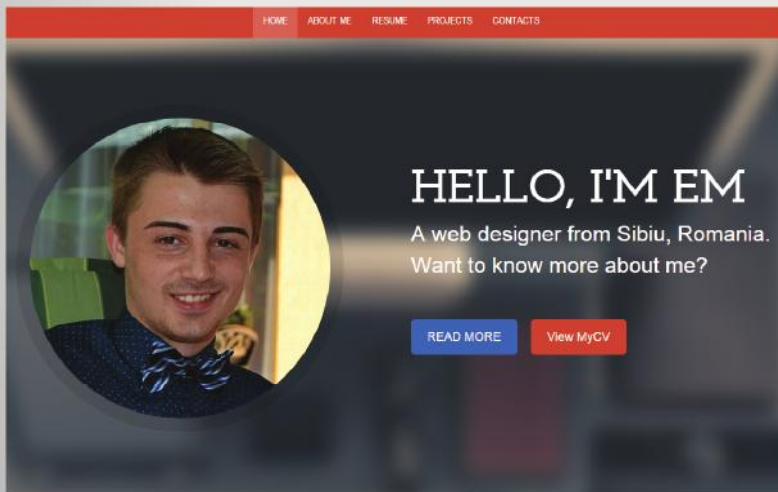 HOME ABOUT ME RESUME PROJECTS CONTACTS
HELLO, I'M EM
A web designer from Sibiu, Romania.
Want to know more about me?
READ MORE View MyCV